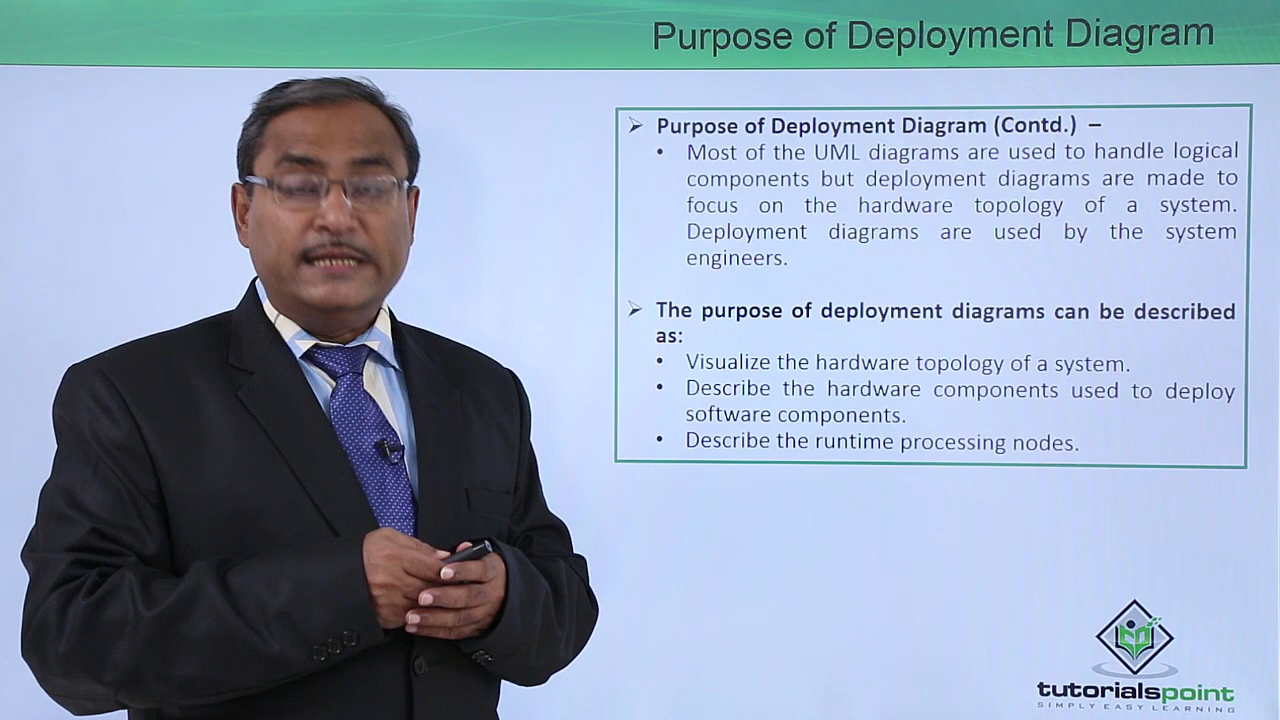 Purpose of Deployment Diagram
➢ Purpose of Deployment Diagram (Contd.) –
• Most of the UML diagrams are used to handle logical
components but deployment diagrams are made to
focus on the hardware topology of a system.
Deployment diagrams are used by the system
engineers.
➢ The purpose of deployment diagrams can be described
as:
• Visualize the hardware topology of a system.
• Describe the hardware components used to deploy
software components.
• Describe the runtime processing nodes.
tutorialspoint
SIMPLY EASY LEARNING